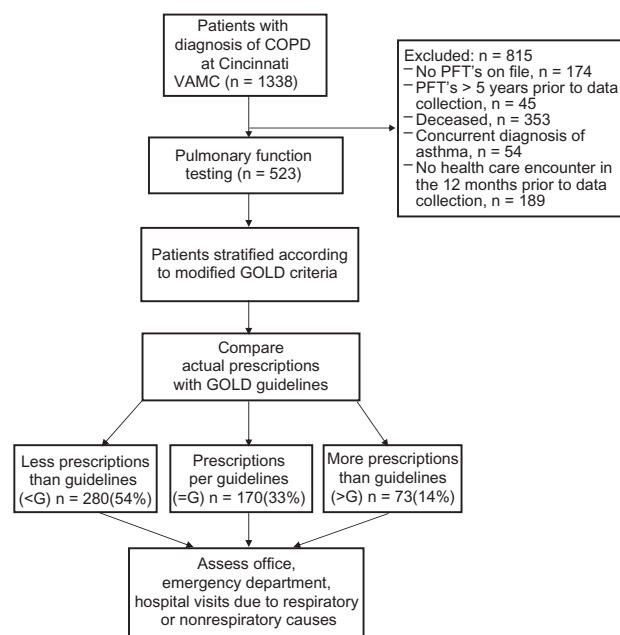 Patients with
diagnosis of COPD
at Cincinnati
VAMC (n = 1338)
Excluded: n = 815
– No PFT's on file, n = 174
– PFT's > 5 years prior to data
collection, n = 45
– Deceased, n = 353
– Concurrent diagnosis of
asthma, n = 54
– No health care encounter in
the 12 months prior to data
collection, n = 189
Pulmonary function
testing (n = 523)
Patients stratified according
to modified GOLD criteria
Compare
actual prescriptions
with GOLD guidelines
Less prescriptions
than guidelines
(<G) n = 280(54%)
Prescriptions
per guidelines
(=G) n = 170(33%)
More prescriptions
than guidelines
(>G) n = 73(14%)
Assess office,
emergency department,
hospital visits due to respiratory
or nonrespiratory causes